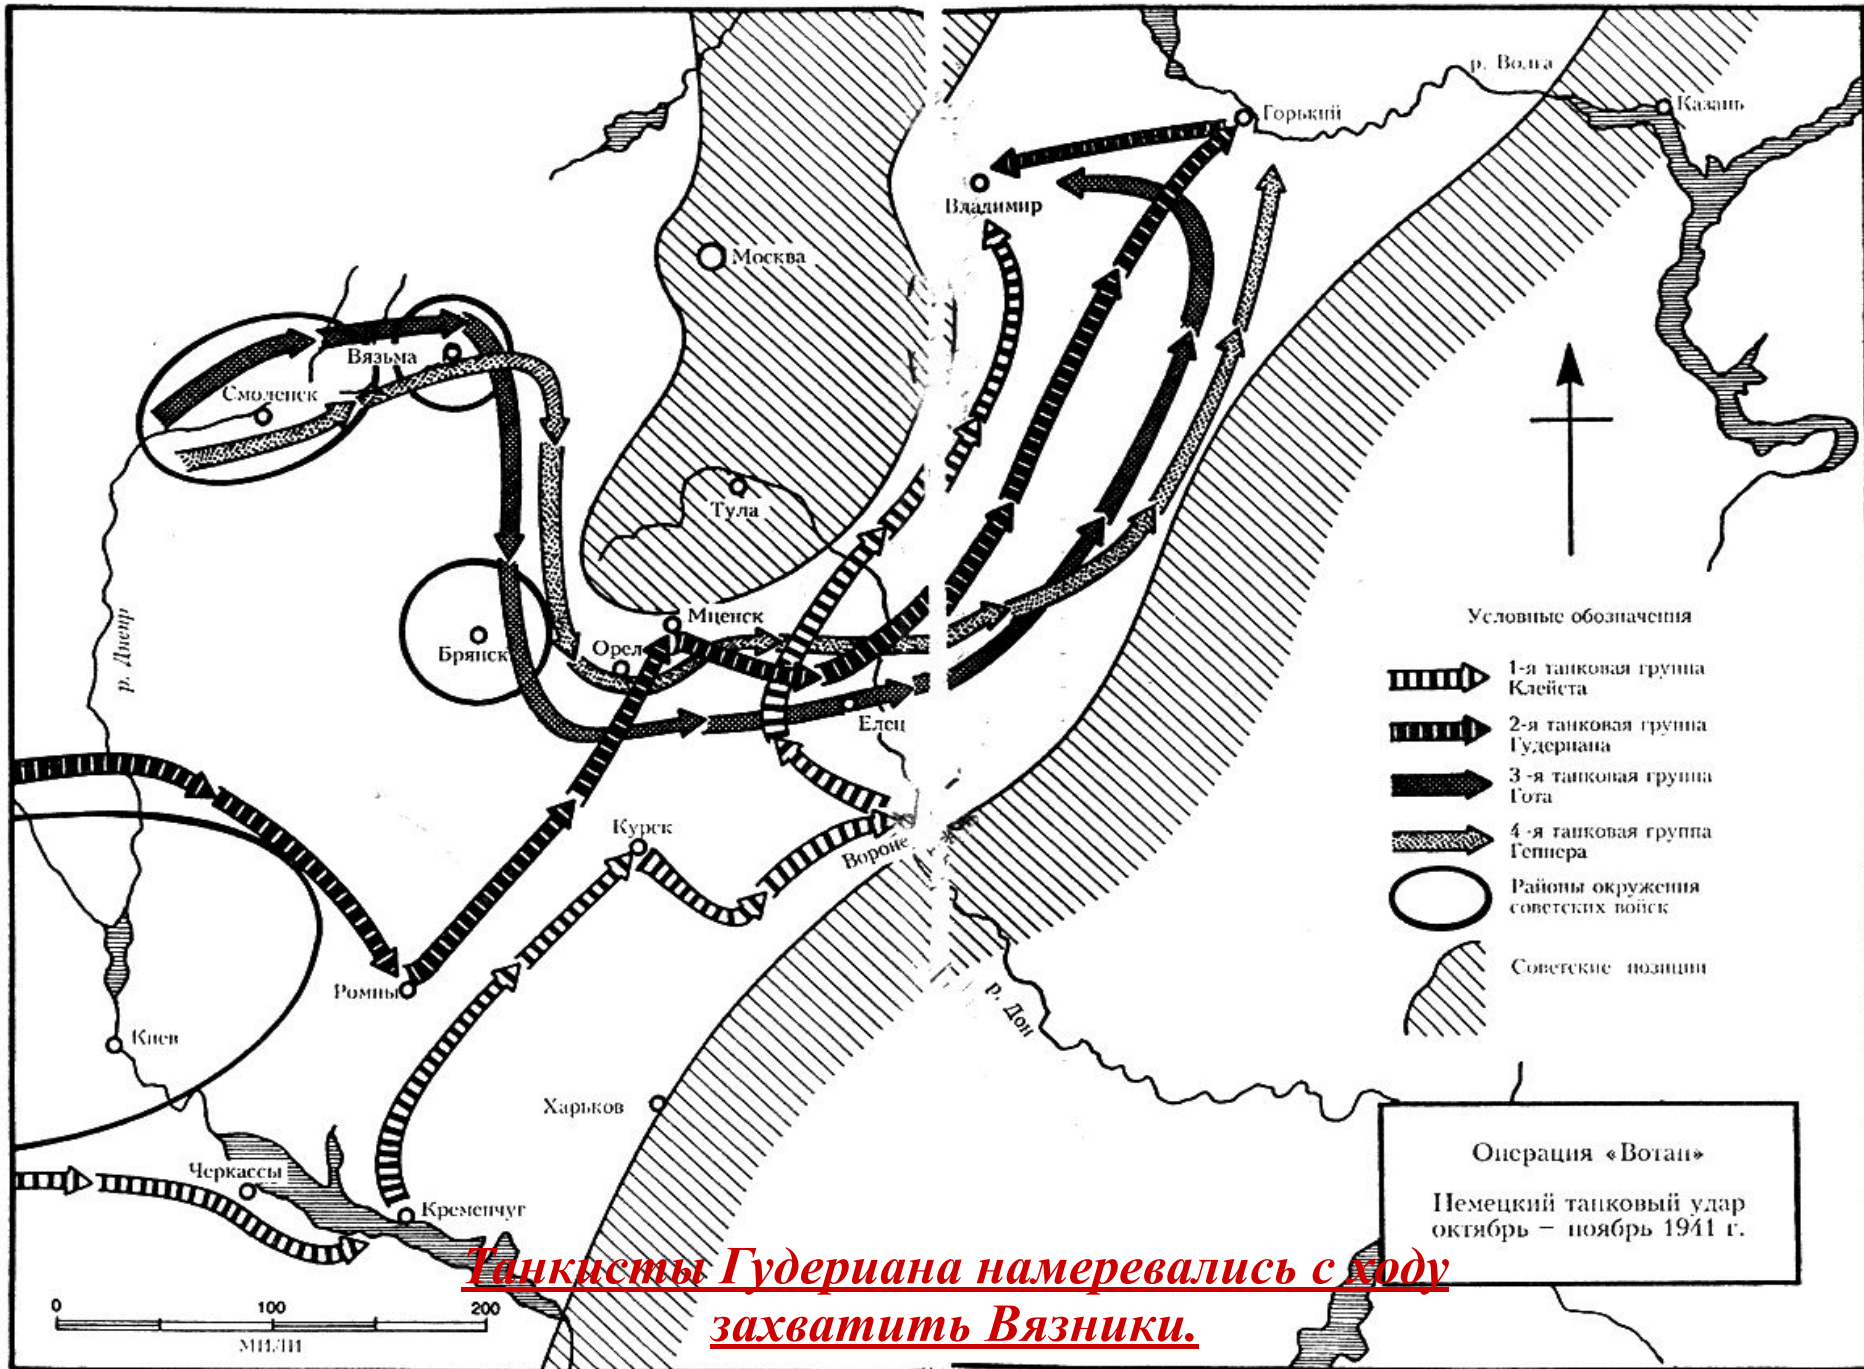 р. Волга
Казань
Горький
Владимир
Москва
Вязьма
Смоленск
Тула
р. Днепр
Мценск
Орел
Брянск
Елец
Курск
Вороне
Ромны
р. Дон
Киев
Харьков
Черкассы
Кременчуг
Условные обозначения
1-я танковая группа
Клейста
2-я танковая группа
Гудериана
3-я танковая группа
Гота
4-я танковая группа
Гепнера
Районы окружения
советских войск
Советские позиции
Операция «Вотан»
Немецкий танковый удар
октябрь – ноябрь 1941 г.
Танкисты Гудериана намеревались с ходу
захватить Вязники.
0 100 200
МИЛИ